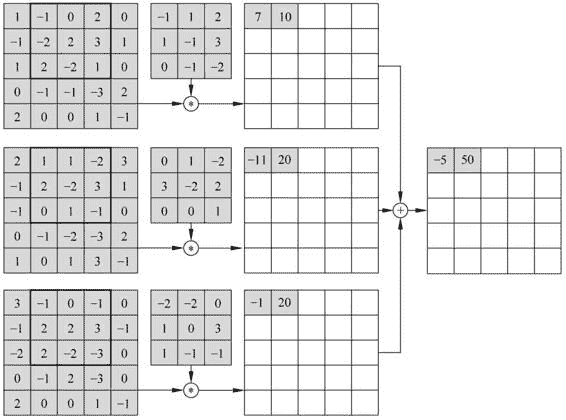 1 -1 0 2 0
-1 -2 2 3 1
1 2 -2 1 0
0 -1 -1 -3 2
2 0 0 1 -1
-1 1 2
1 -1 3
0 -1 -2
*
7 10
2 1 1 -2 3
-1 2 -2 3 1
-1 0 1 -1 0
0 -1 -2 -3 2
1 0 1 3 -1
0 1 -2
3 -2 2
0 0 1
*
-11 20
+
-5 50
3 -1 0 -1 0
-1 2 2 3 -1
-2 2 -2 -3 0
0 -1 2 -3 0
2 0 0 1 -1
-2 -2 0
1 0 3
1 -1 -1
*
-1 20